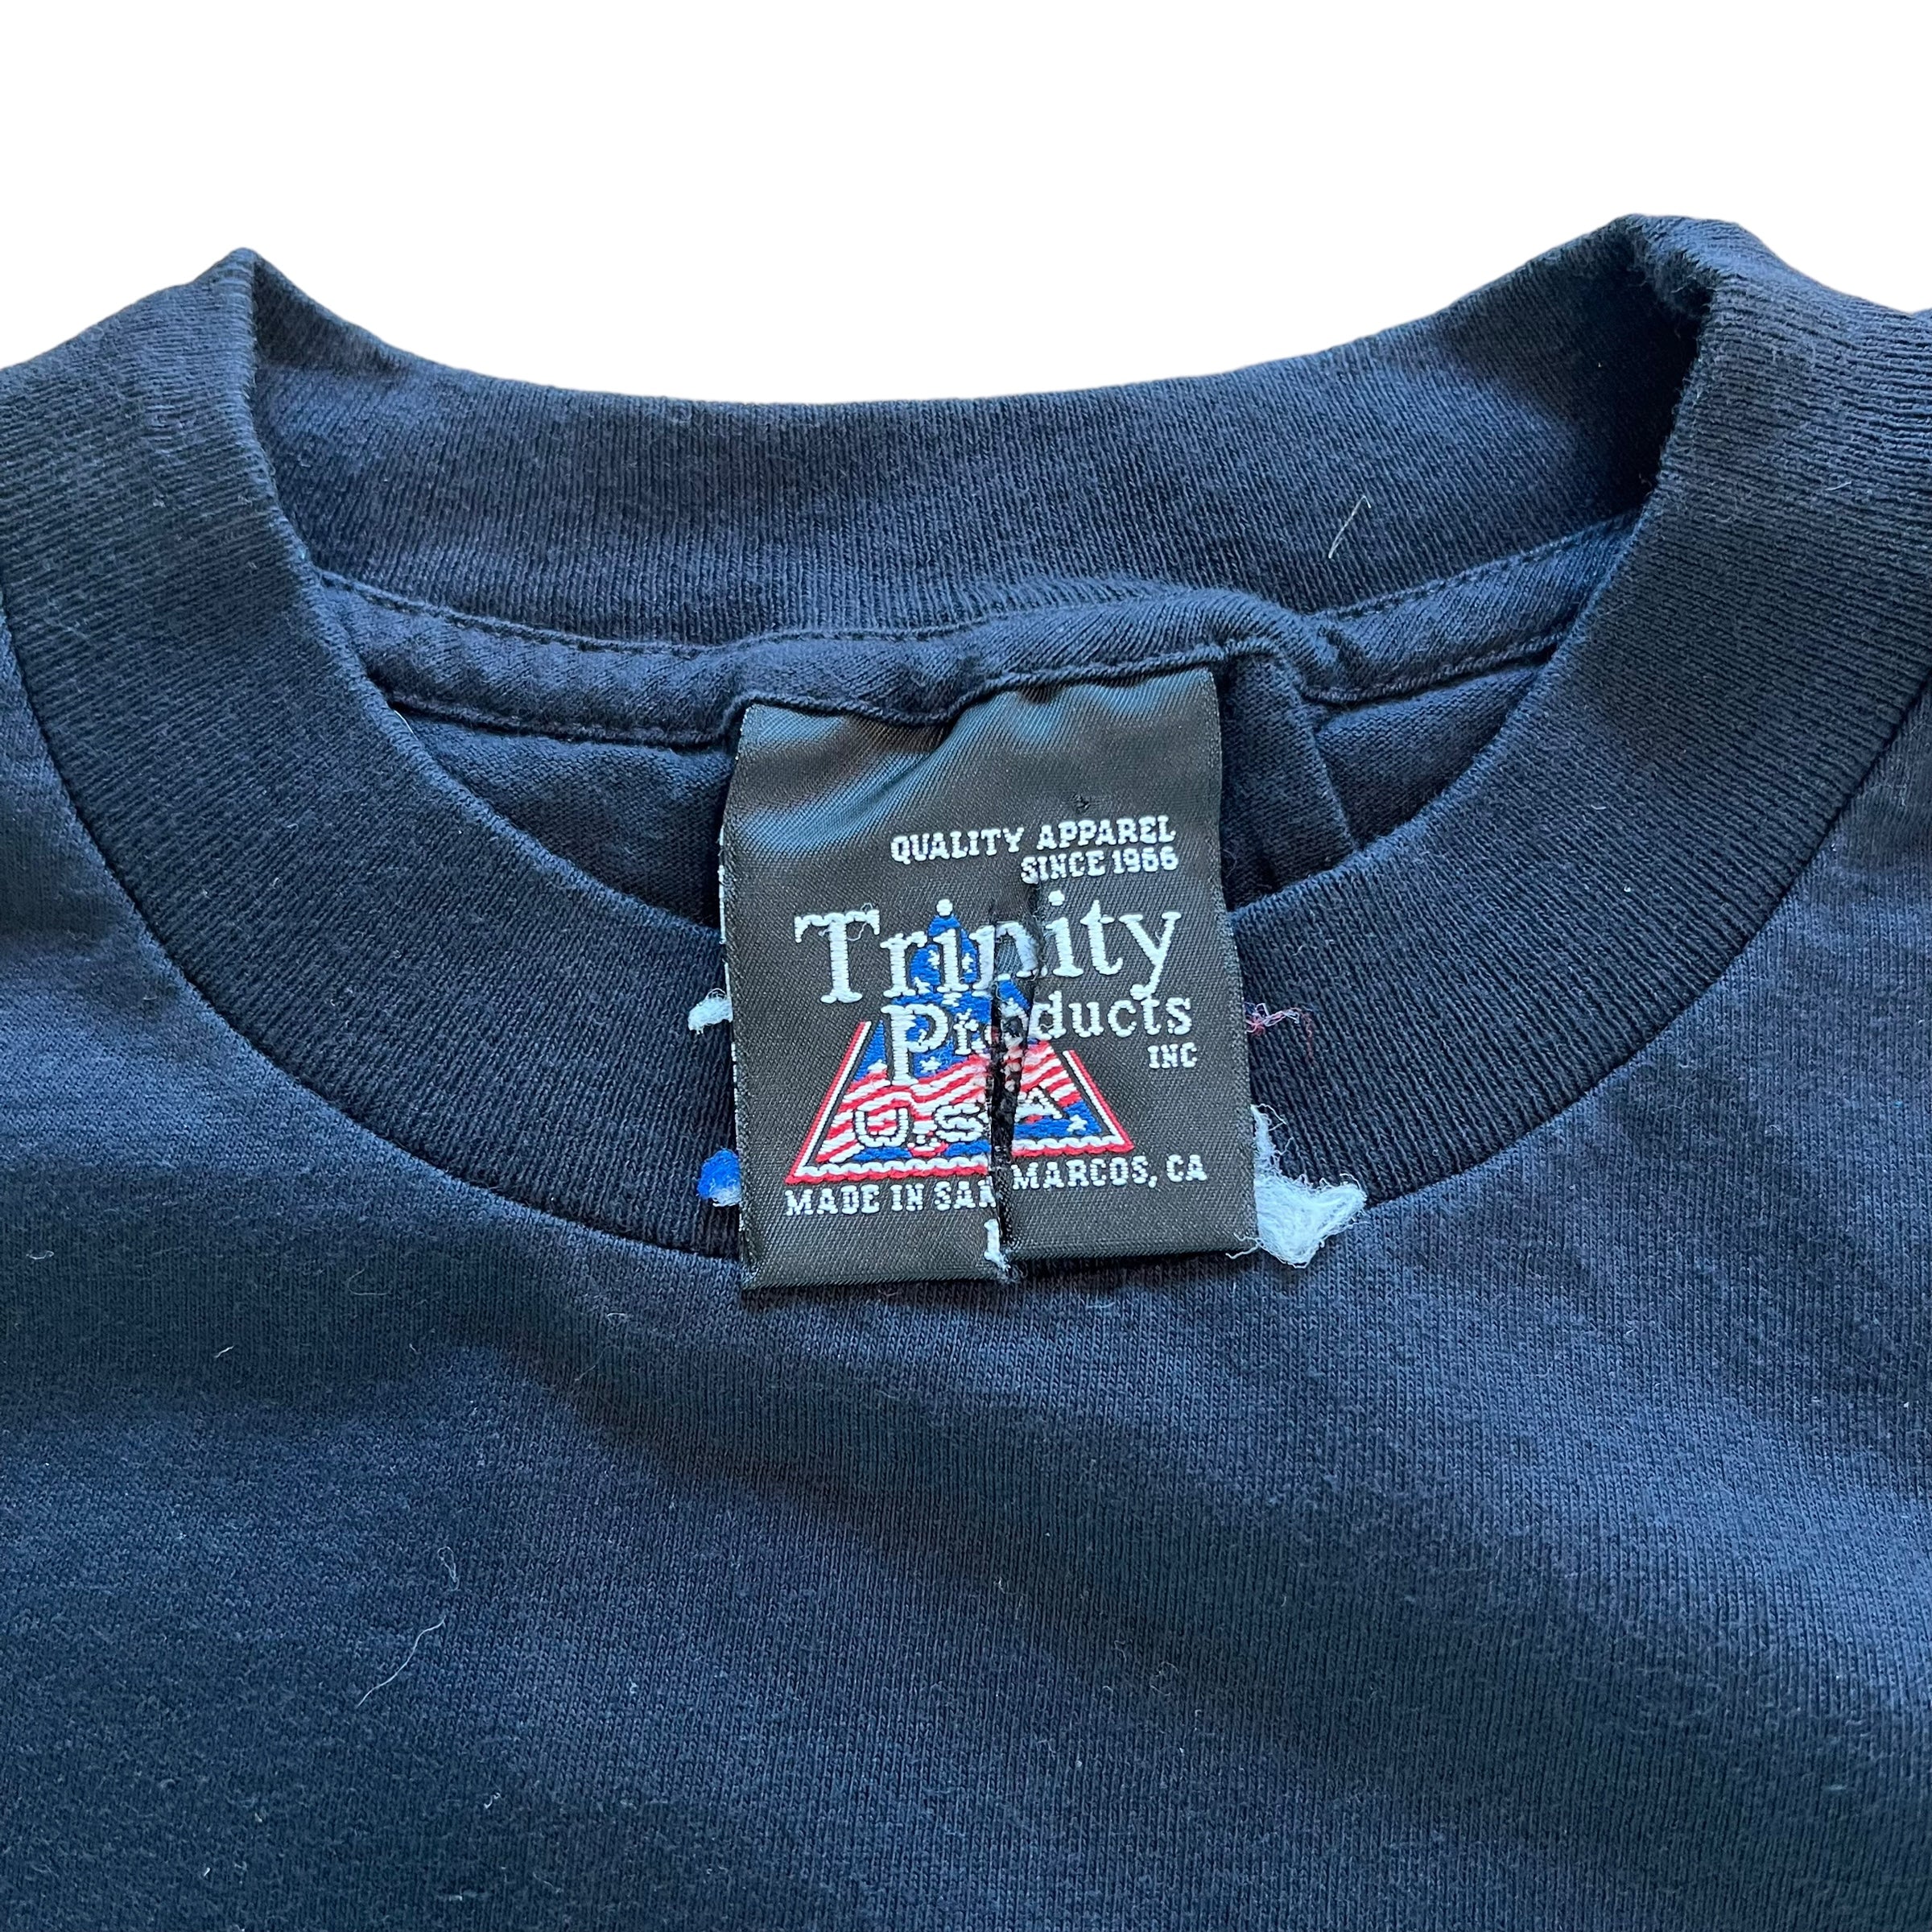 QUALITY APPAREL
SINCE 1966
Trinity
Products
INC
U.S.A
MADE IN SAN MARCOS, CA